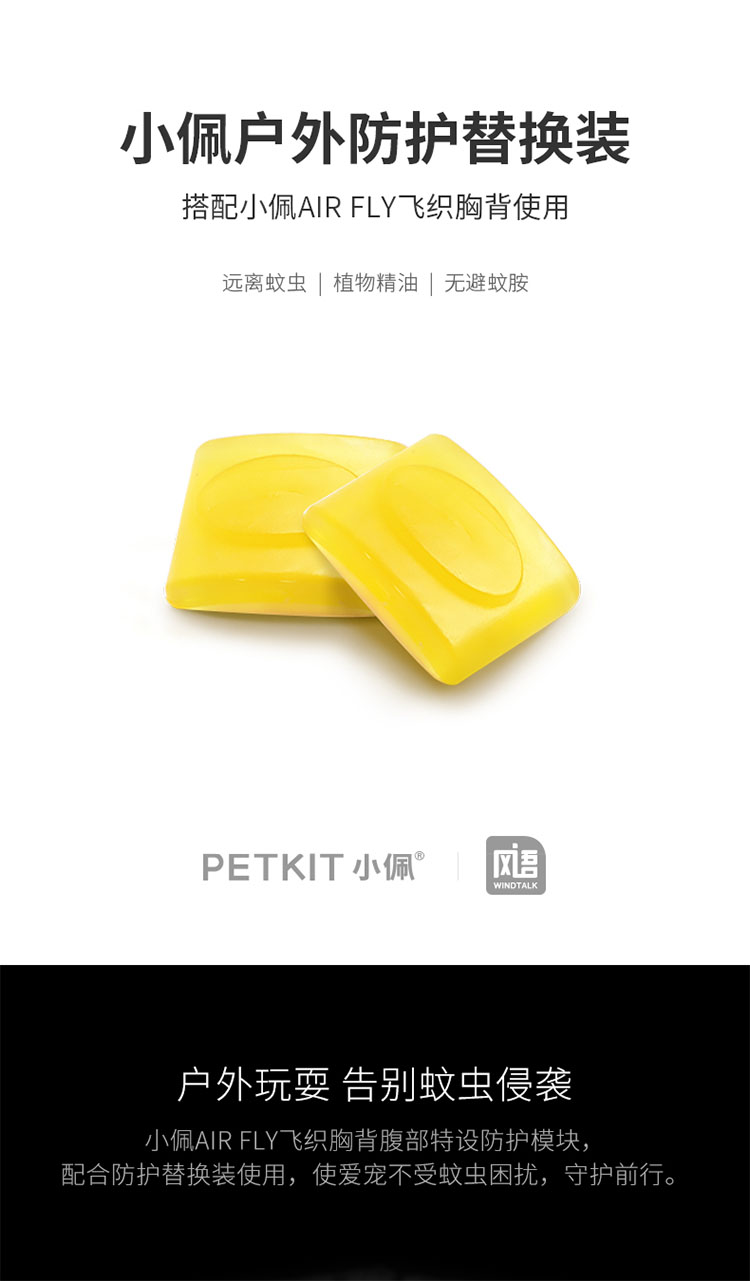 小佩户外防护替换装
搭配小佩AIR FLY飞织胸背使用
远离蚊虫 | 植物精油 | 无避蚊胺
PETKIT 小佩®
风语
WINDTALK
户外玩耍 告别蚊虫侵袭
小佩AIR FLY飞织胸背腹部特设防护模块，
配合防护替换装使用，使爱宠不受蚊虫困扰，守护前行。